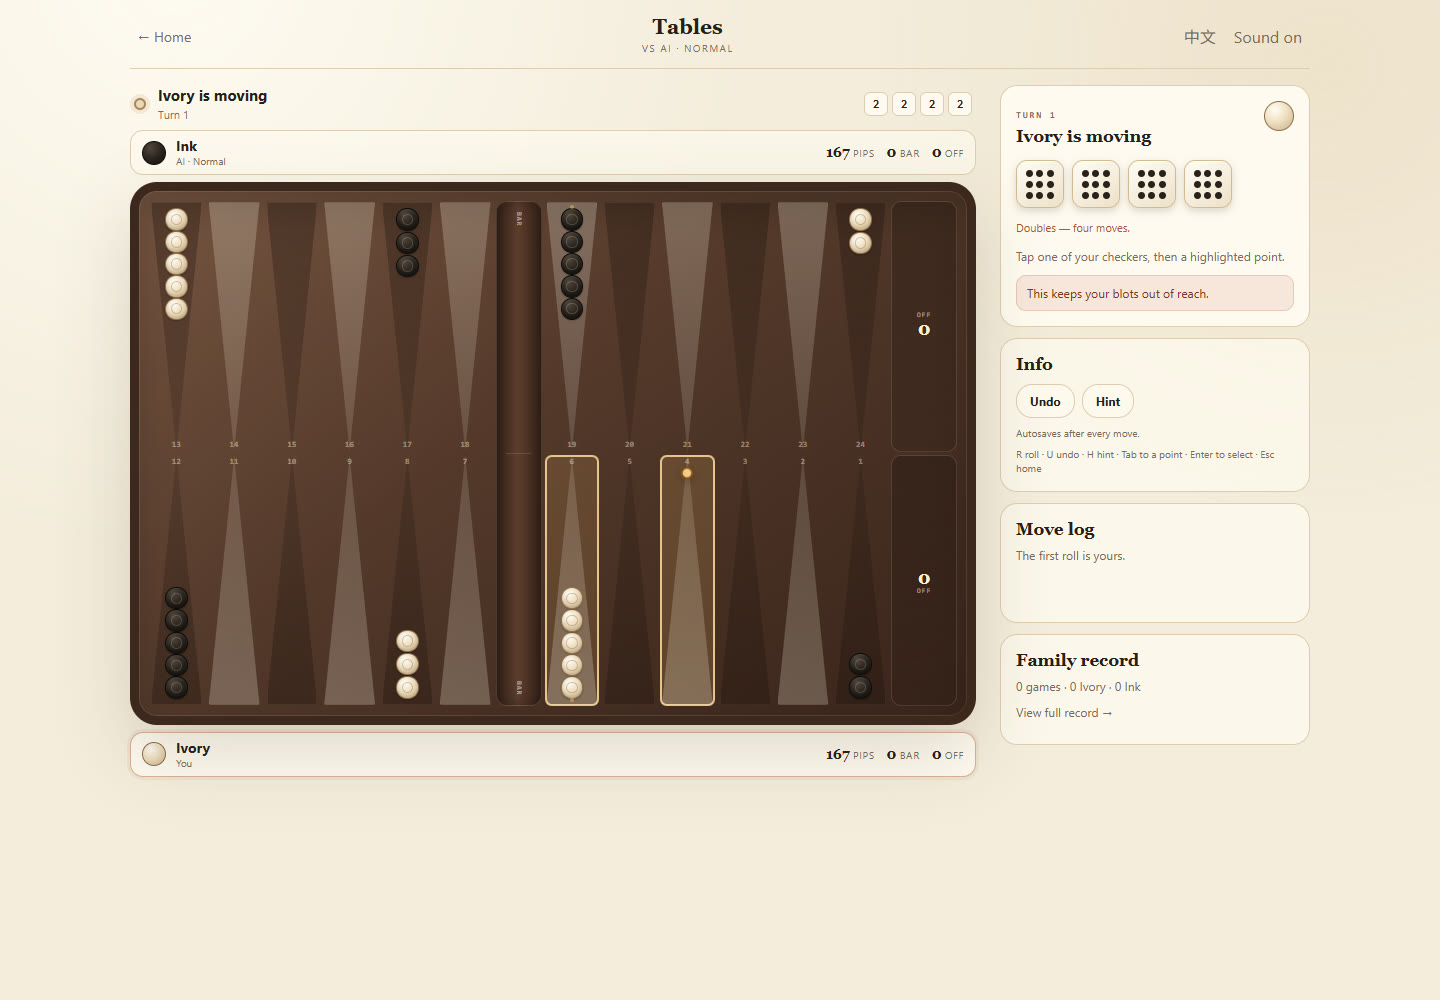 ← Home
Tables
VS AI · NORMAL
中文
Sound on
Ivory is moving
Turn 1
2 2 2 2
Ink
AI · Normal
167 PIPS 0 BAR 0 OFF
BAR
OFF
0
13 14 15 16 17 18 19 20 21 22 23 24
12 11 10 9 8 7 6 5 4 3 2 1
0
OFF
BAR
Ivory
You
167 PIPS 0 BAR 0 OFF
TURN 1
Ivory is moving
Doubles — four moves.
Tap one of your checkers, then a highlighted point.
This keeps your blots out of reach.
Info
Undo
Hint
Autosaves after every move.
R roll · U undo · H hint · Tab to a point · Enter to select · Esc
home
Move log
The first roll is yours.
Family record
0 games · 0 Ivory · 0 Ink
View full record →